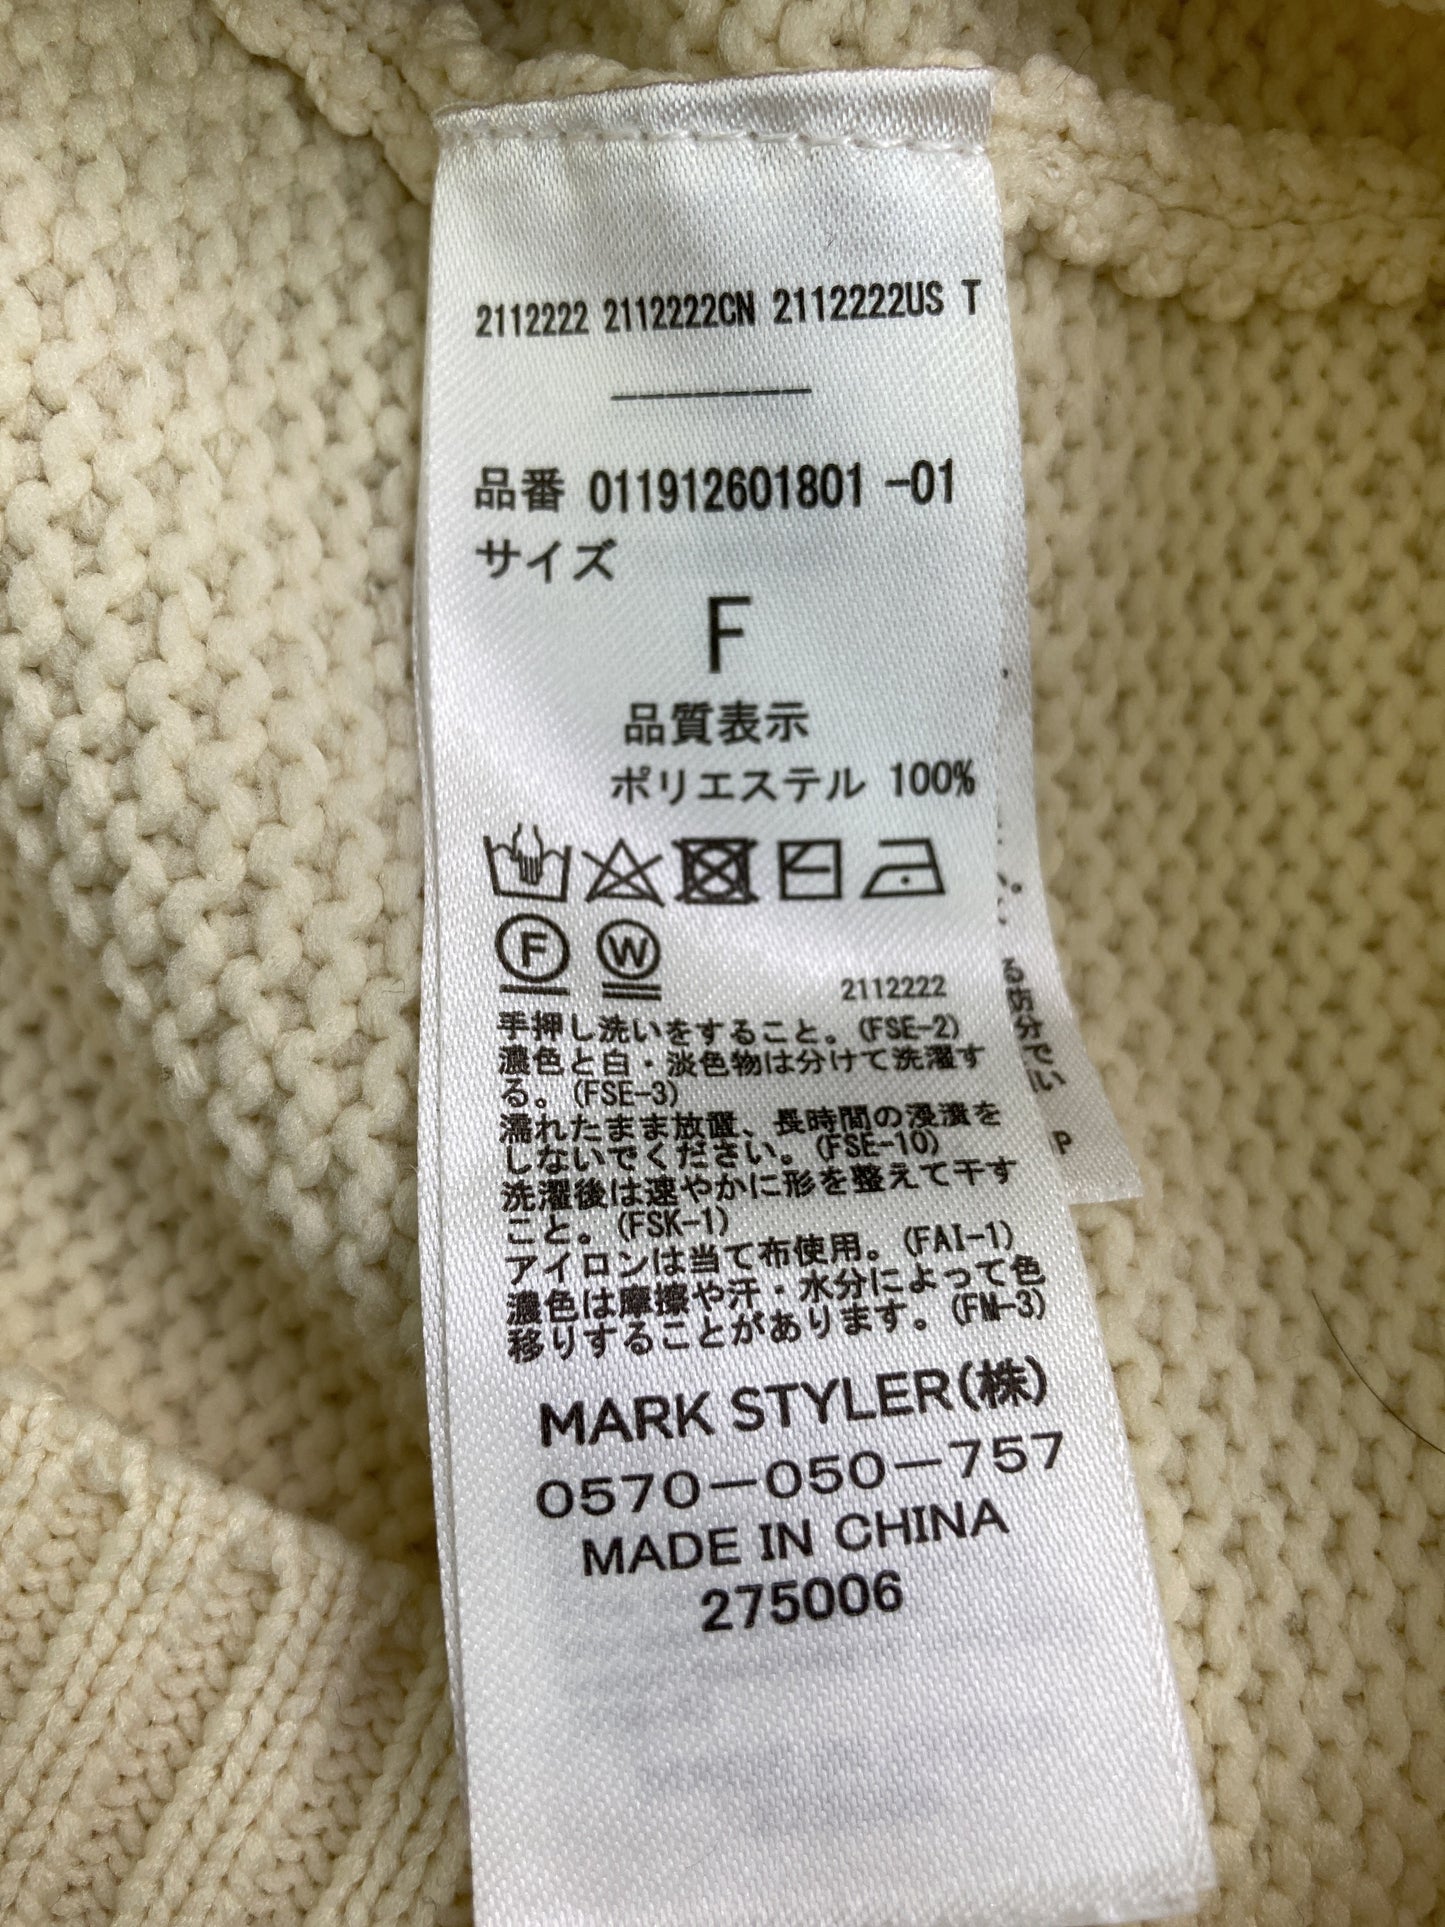 2112222 2112222CN 2112222US T
品番 011912601801 -01
サイズ
F
品質表示
ポリエステル 100%
F W
2112222
手押し洗いをすること。(FSE-2)
濃色と白・淡色物は分けて洗濯す
る。(FSE-3)
濡れたまま放置、長時間の浸漬を
しないでください。(FSE-10)
洗濯後は速やかに形を整えて干す
こと。(FSK-1)
アイロンは当て布使用。(FAI-1)
濃色は摩擦や汗・水分によって色
移りすることがあります。(FM-3)
MARK STYLER(株)
0570-050-757
MADE IN CHINA
275006
P